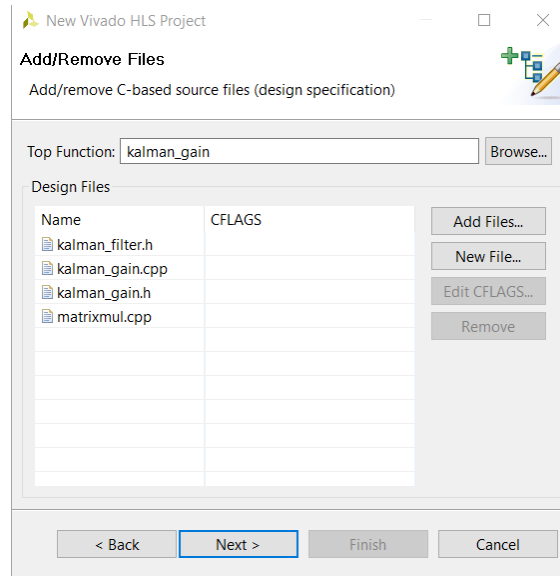 New Vivado HLS Project
Add/Remove Files
Add/remove C-based source files (design specification)
Top Function: kalman_gain Browse...
Design Files
Name CFLAGS
Add Files...
kalman_filter.h
New File...
kalman_gain.cpp
kalman_gain.h
Edit CFLAGS...
matrixmul.cpp
Remove
< Back Next > Finish Cancel